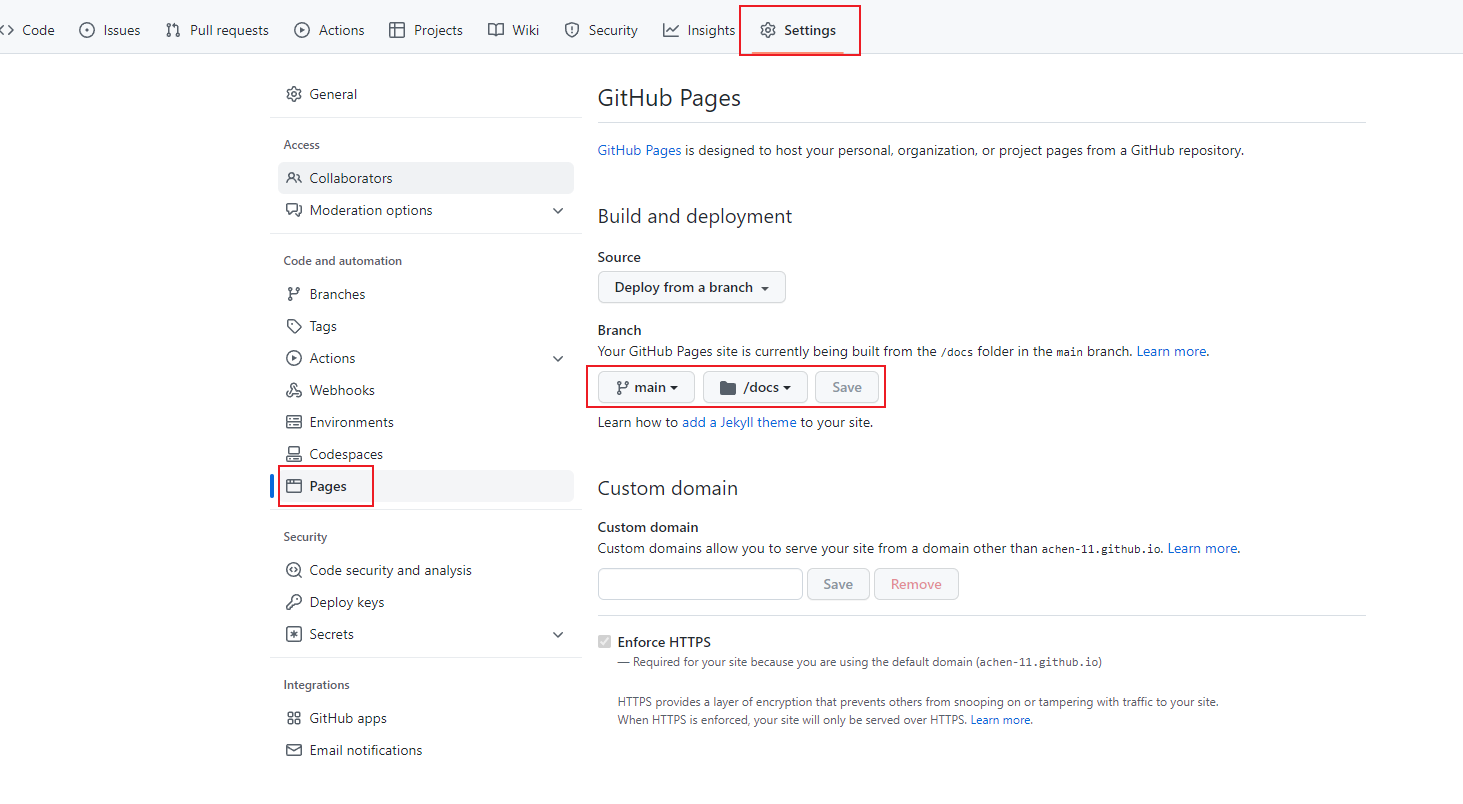 Code Issues Pull requests Actions Projects Wiki Security Insights Settings
General
Access
Collaborators
Moderation options
Code and automation
Branches
Tags
Actions
Webhooks
Environments
Codespaces
Pages
Security
Code security and analysis
Deploy keys
Secrets
Integrations
GitHub apps
Email notifications
GitHub Pages
GitHub Pages is designed to host your personal, organization, or project pages from a GitHub repository.
Build and deployment
Source
Deploy from a branch
Branch
Your GitHub Pages site is currently being built from the /docs folder in the main branch. Learn more.
main /docs Save
Learn how to add a Jekyll theme to your site.
Custom domain
Custom domain
Custom domains allow you to serve your site from a domain other than achen-11.github.io. Learn more.
Save Remove
Enforce HTTPS
— Required for your site because you are using the default domain (achen-11.github.io)
HTTPS provides a layer of encryption that prevents others from snooping on or tampering with traffic to your site.
When HTTPS is enforced, your site will only be served over HTTPS. Learn more.